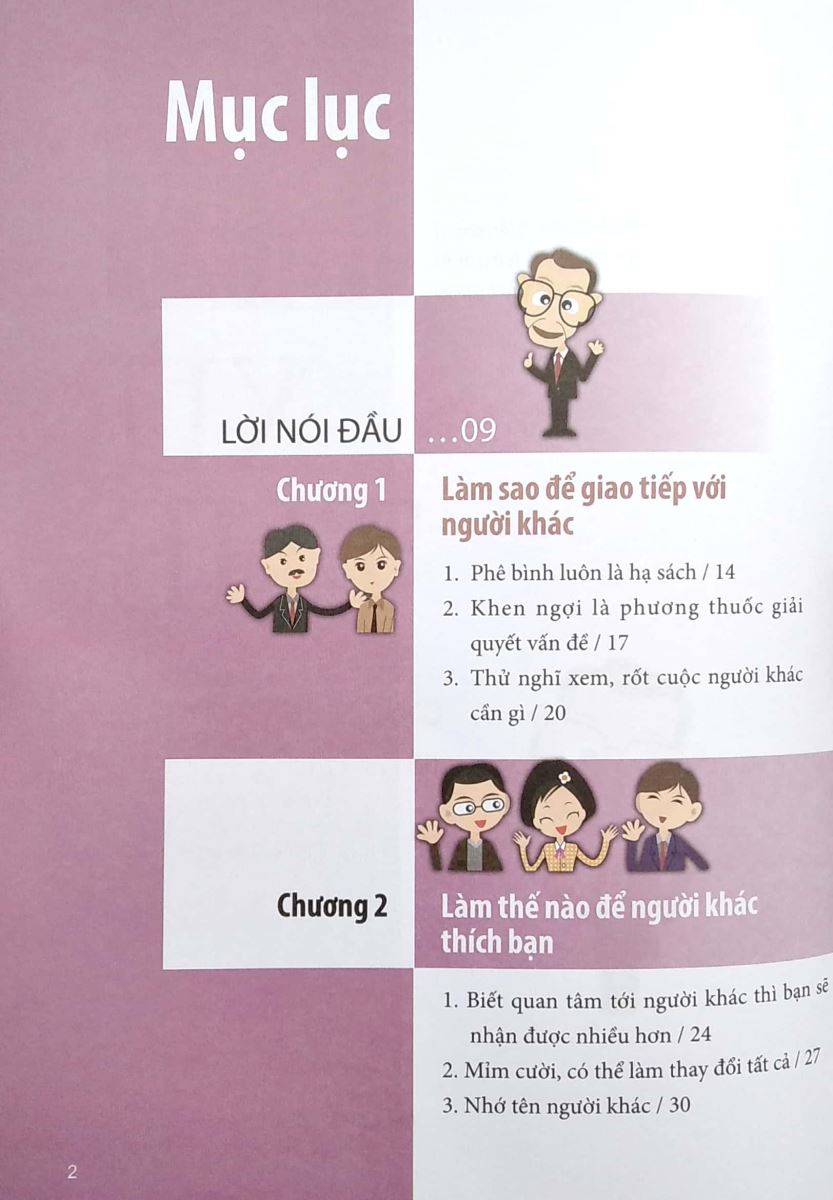 Mục lục
LỜI NÓI ĐẦU ...09
Chương 1
Làm sao để giao tiếp với
người khác
1. Phê bình luôn là hạ sách / 14
2. Khen ngợi là phương thuốc giải
quyết vấn đề / 17
3. Thử nghĩ xem, rốt cuộc người khác
cần gì / 20
Chương 2
Làm thế nào để người khác
thích bạn
1. Biết quan tâm tới người khác thì bạn sẽ
nhận được nhiều hơn / 24
2. Mỉm cười, có thể làm thay đổi tất cả / 27
3. Nhớ tên người khác / 30
2